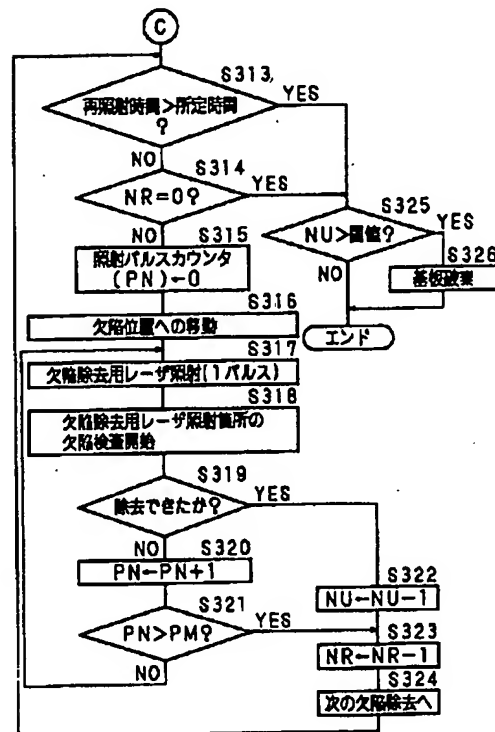 C
S313
再照射時間>所定時間
?
YES
NO
S314
NR=0?
YES
NO
S315
照射パルスカウンタ
(PN)←0
S325
NU>閾値?
YES
NO
S326
基板破棄
エンド
S316
欠陥位置への移動
S317
欠陥除去用レーザ照射(1パルス)
S318
欠陥除去用レーザ照射箇所の
欠陥検査開始
S319
除去できたか?
YES
NO
S320
PN←PN+1
S321
PN>PM?
YES
NO
S322
NU←NU-1
S323
NR←NR-1
S324
次の欠陥除去へ